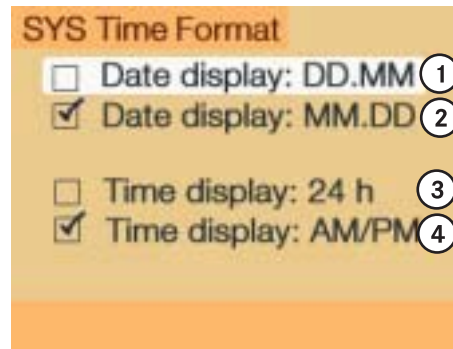 SYS Time Format
Date display: DD.MM 1
Date display: MM.DD 2
Time display: 24 h 3
Time display: AM/PM 4